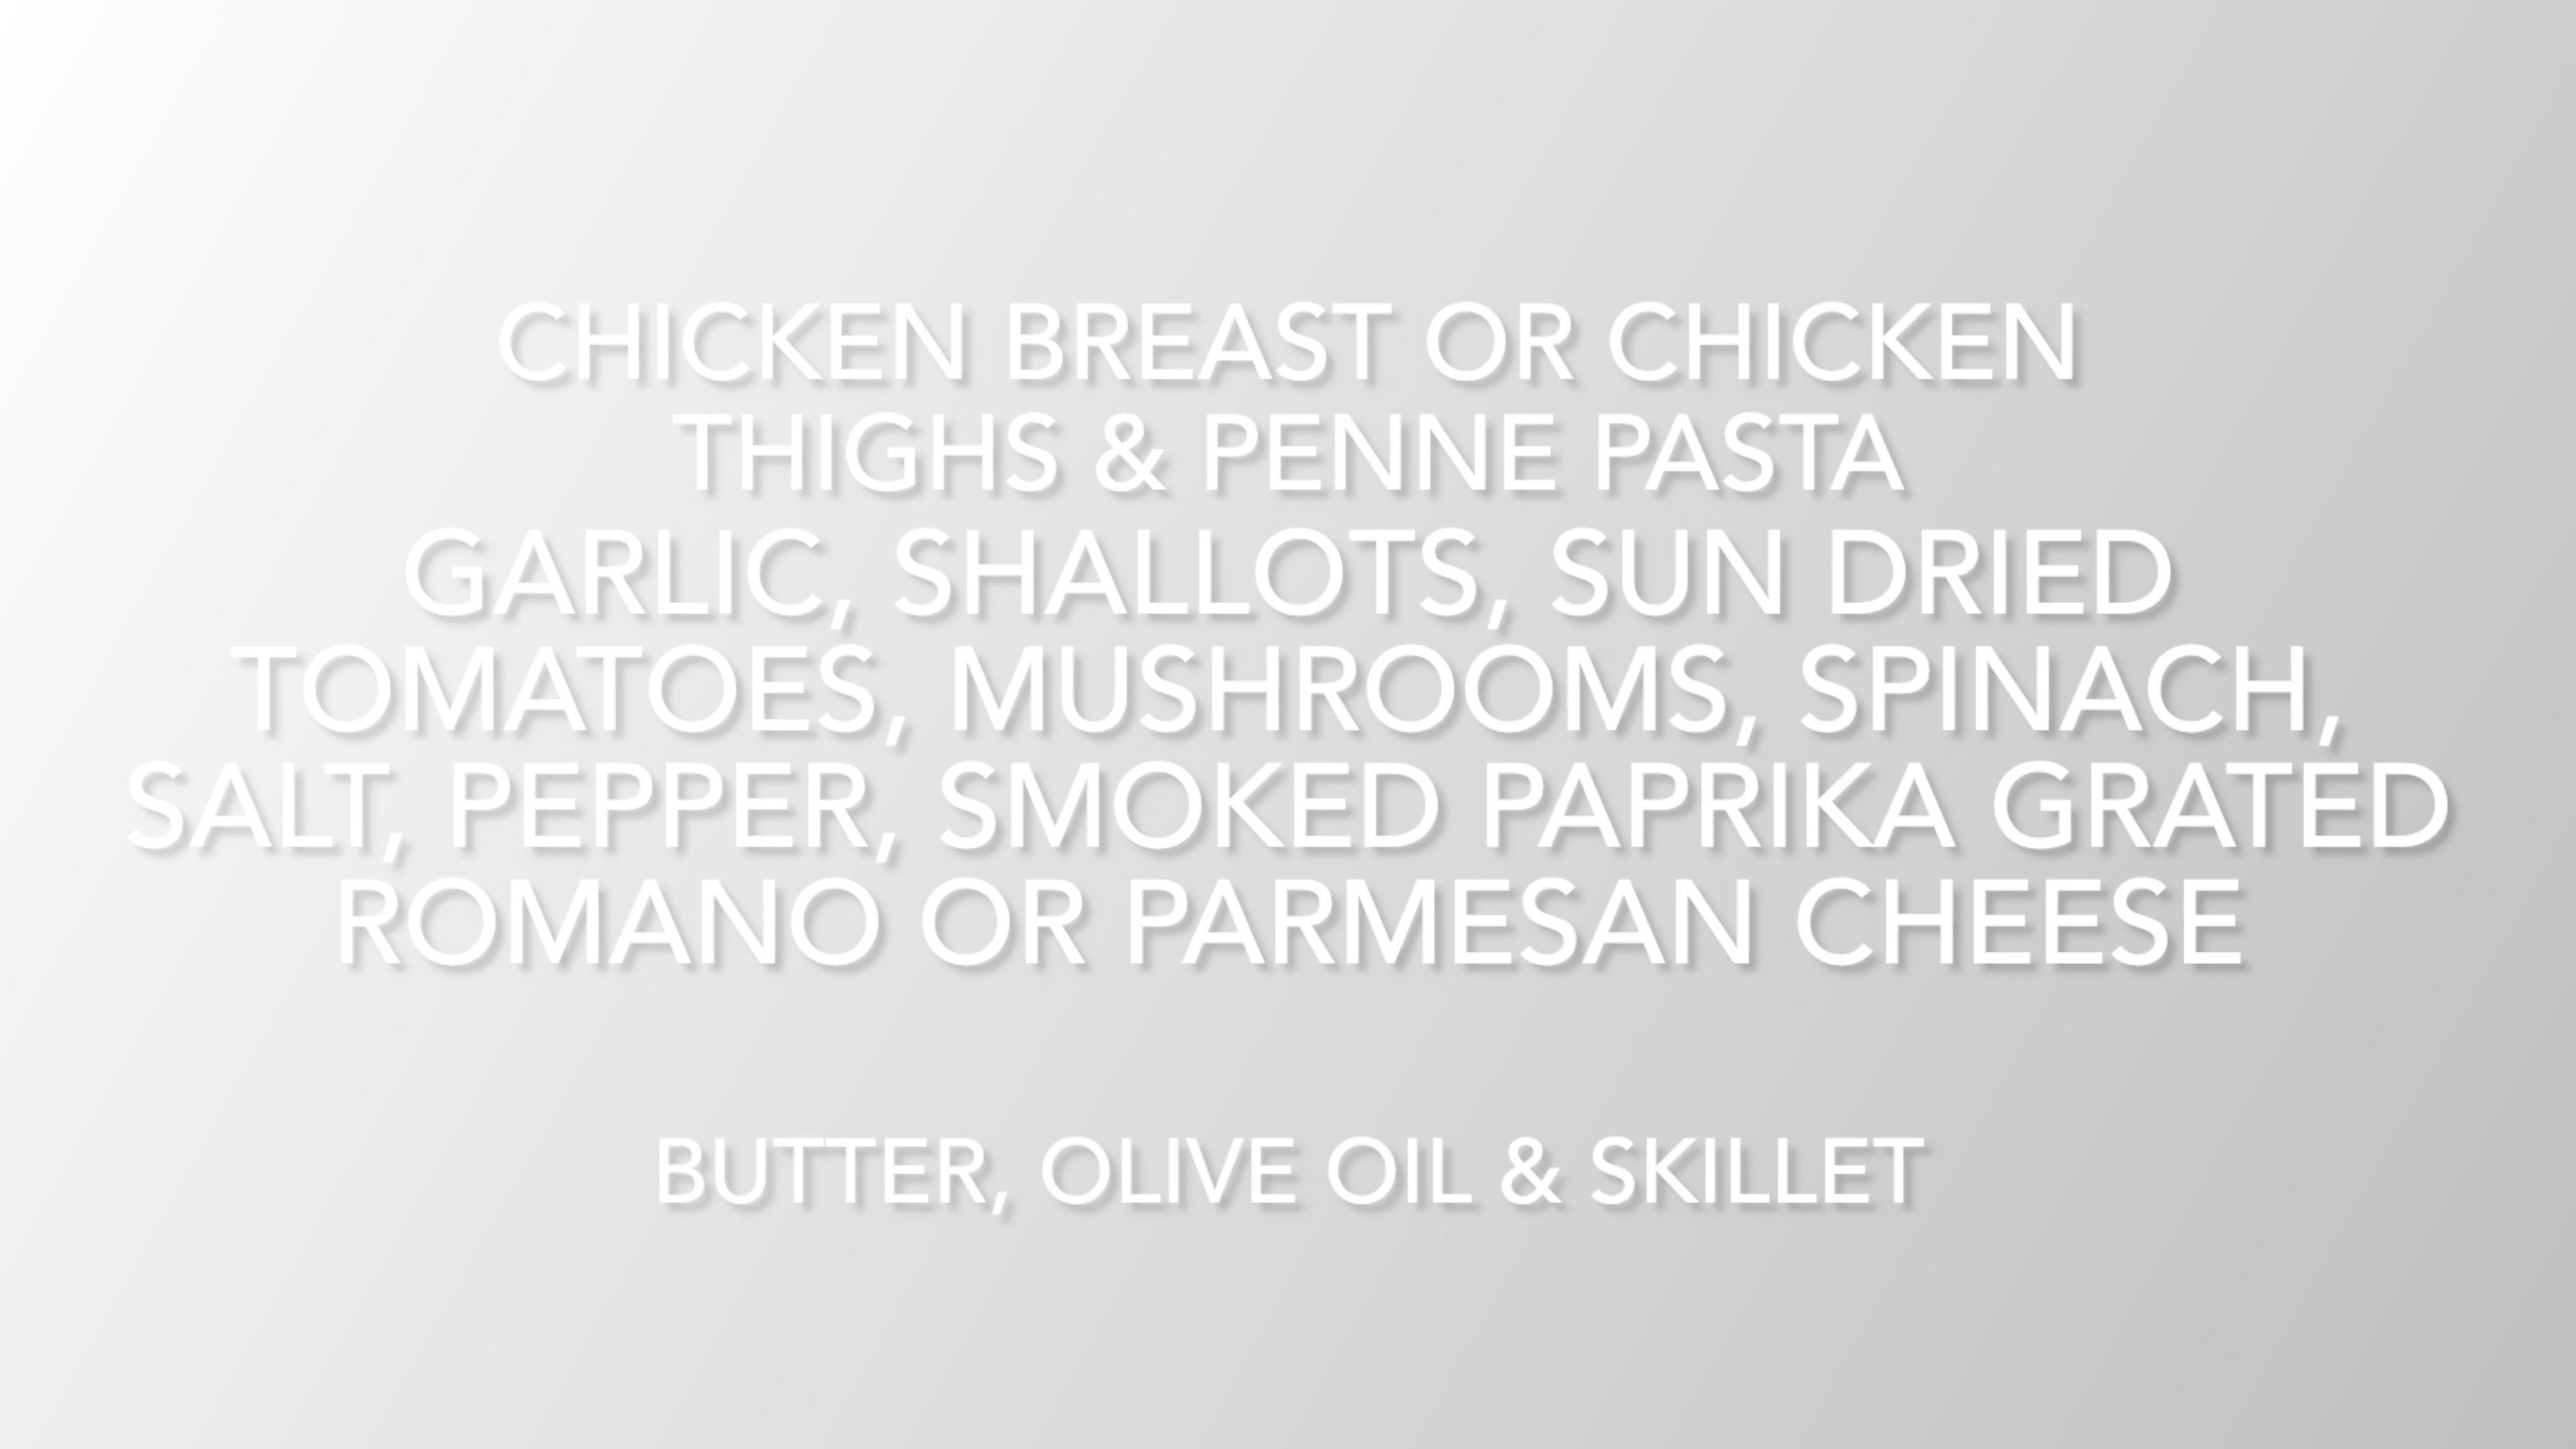 CHICKEN BREAST OR CHICKEN
THIGHS & PENNE PASTA
GARLIC, SHALLOTS, SUN DRIED
TOMATOES, MUSHROOMS, SPINACH,
SALT, PEPPER, SMOKED PAPRIKA GRATED
ROMANO OR PARMESAN CHEESE
BUTTER, OLIVE OIL & SKILLET